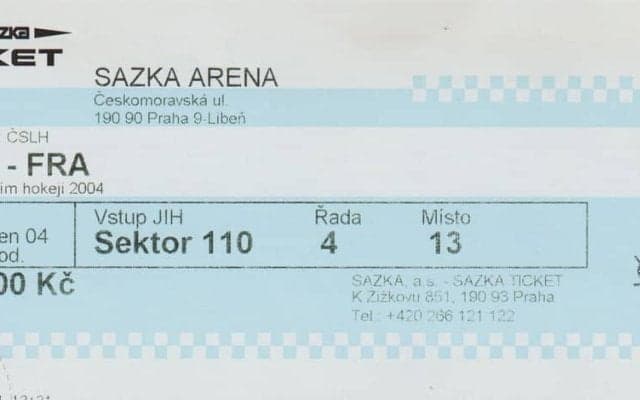 KET
SAZKA ARENA
Českomoravská ul.
190 90 Praha 9-Libeň
ČSLH
- FRA
ím hokeji 2004
Vstup JIH Řada Místo
en 04
Sektor 110 4 13
od.
00 Kč
SAZKA, a.s. - SAZKA TICKET
K Žižkovu 851, 190 93 Praha
Tel.: +420 266 121 122